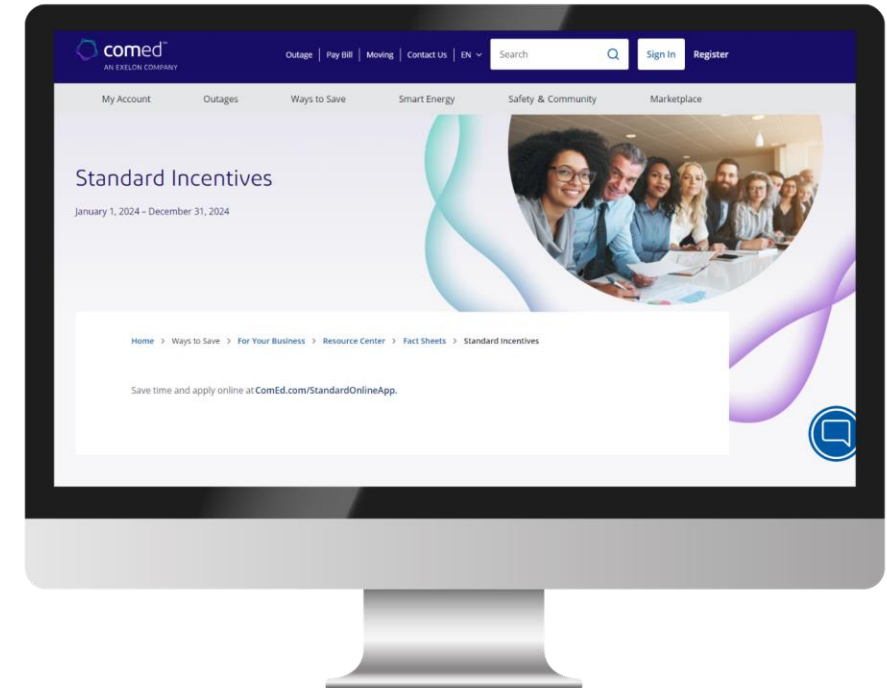 comed™
AN EXELON COMPANY
Outage | Pay Bill | Moving | Contact Us | EN
Search
Sign In
Register
My Account
Outages
Ways to Save
Smart Energy
Safety & Community
Marketplace
Standard Incentives
January 1, 2024 – December 31, 2024
Home > Ways to Save > For Your Business > Resource Center > Fact Sheets > Standard Incentives
Save time and apply online at ComEd.com/StandardOnlineApp.